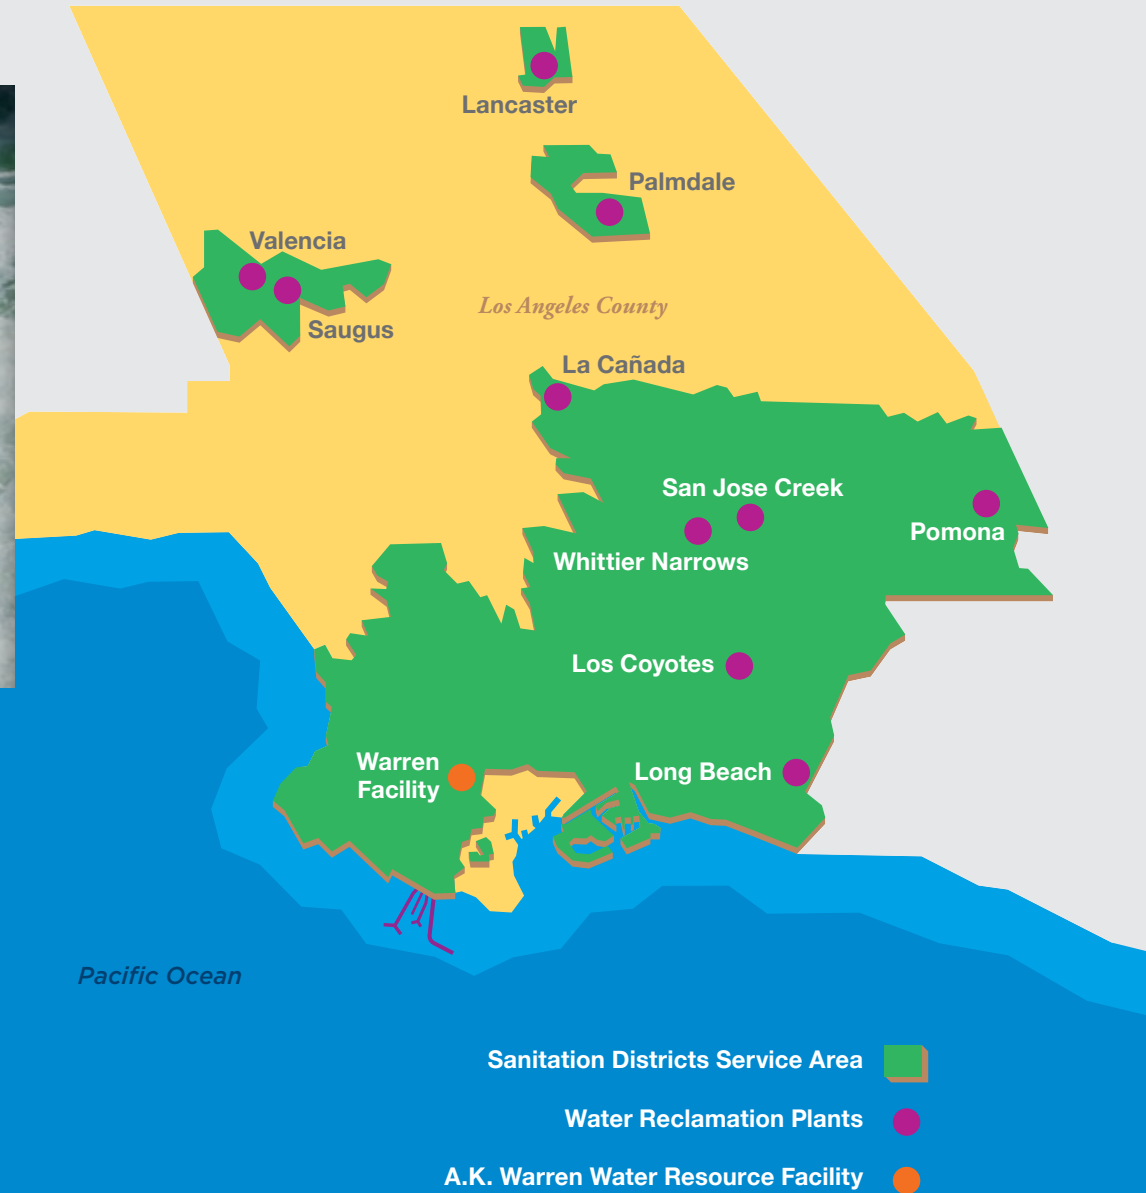 Lancaster
Palmdale
Valencia
Los Angeles County
Saugus
La Cañada
San Jose Creek
Pomona
Whittier Narrows
Los Coyotes
Warren
Facility
Long Beach
Pacific Ocean
Sanitation Districts Service Area
Water Reclamation Plants
A.K. Warren Water Resource Facility